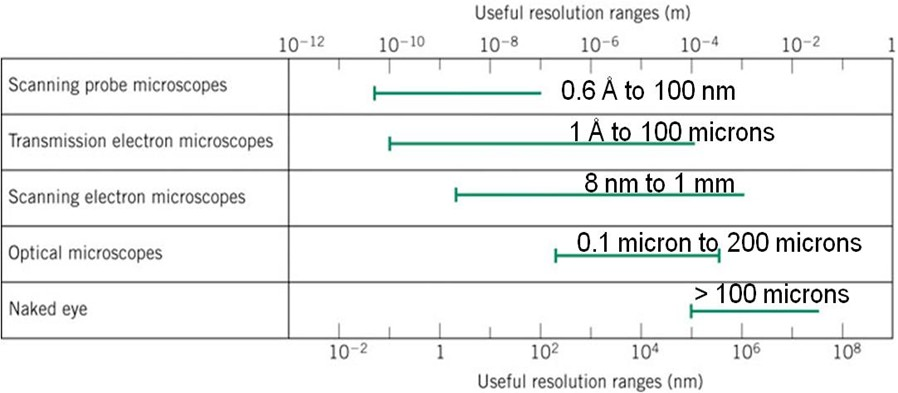 Useful resolution ranges (m)
10⁻¹² 10⁻¹⁰ 10⁻⁸ 10⁻⁶ 10⁻⁴ 10⁻² 1
Scanning probe microscopes 0.6 Å to 100 nm
Transmission electron microscopes 1 Å to 100 microns
Scanning electron microscopes 8 nm to 1 mm
Optical microscopes 0.1 micron to 200 microns
Naked eye > 100 microns
10⁻² 1 10² 10⁴ 10⁶ 10⁸
Useful resolution ranges (nm)